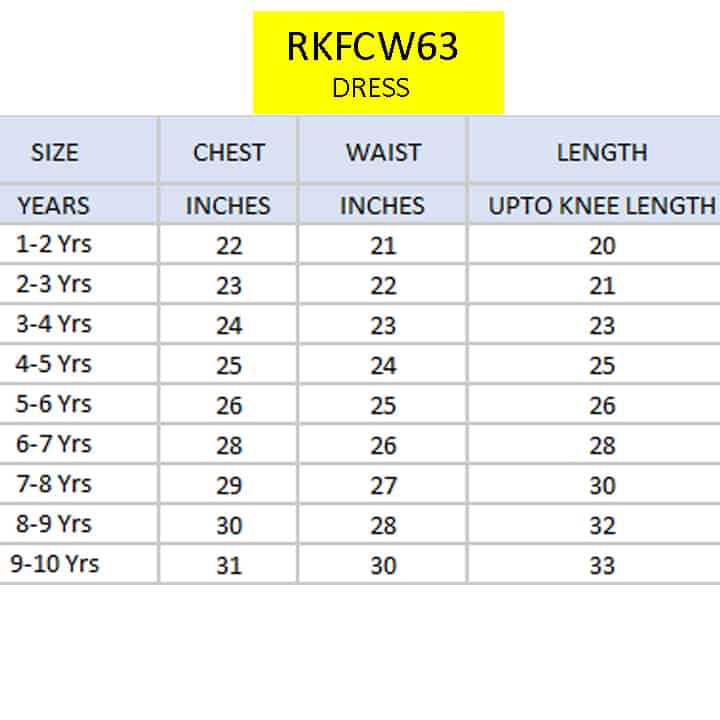 RKFCW63
DRESS
SIZE CHEST WAIST LENGTH
YEARS INCHES INCHES UPTO KNEE LENGTH
1-2 Yrs 22 21 20
2-3 Yrs 23 22 21
3-4 Yrs 24 23 23
4-5 Yrs 25 24 25
5-6 Yrs 26 25 26
6-7 Yrs 28 26 28
7-8 Yrs 29 27 30
8-9 Yrs 30 28 32
9-10 Yrs 31 30 33